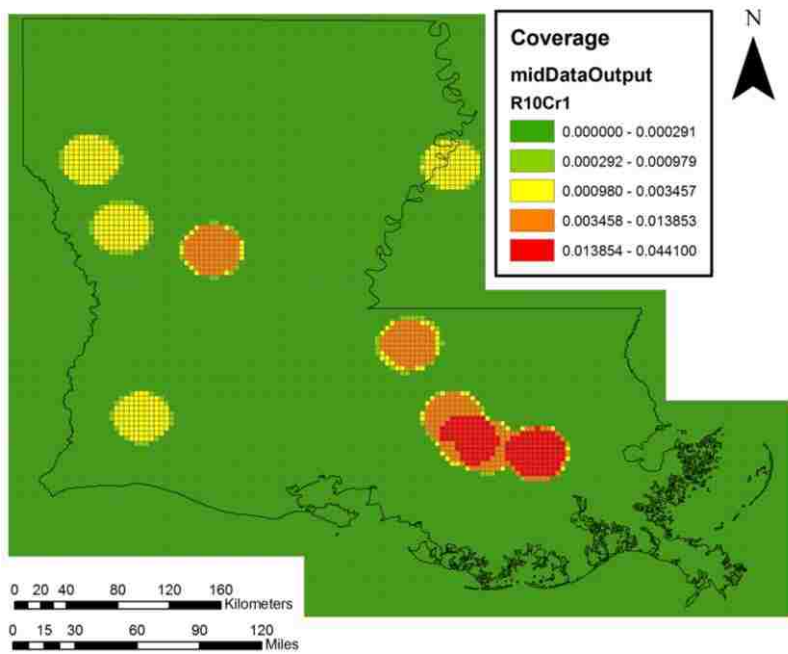 N
Coverage
midDataOutput
R10Cr1
0.000000 - 0.000291
0.000292 - 0.000979
0.000980 - 0.003457
0.003458 - 0.013853
0.013854 - 0.044100
0 20 40 80 120 160
Kilometers
0 15 30 60 90 120
Miles